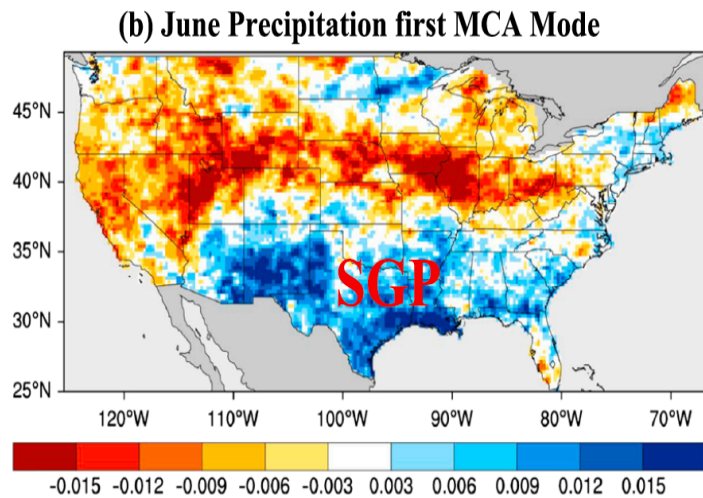 (b) June Precipitation first MCA Mode
45°N
40°N
35°N
SGP
30°N
25°N
120°W 110°W 100°W 90°W 80°W 70°W
-0.015 -0.012 -0.009 -0.006 -0.003 0.003 0.006 0.009 0.012 0.015